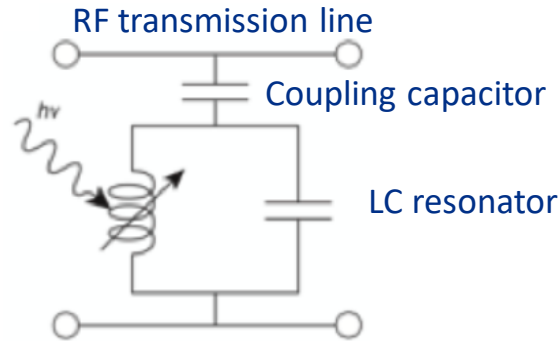 RF transmission line
Coupling capacitor
hν
LC resonator